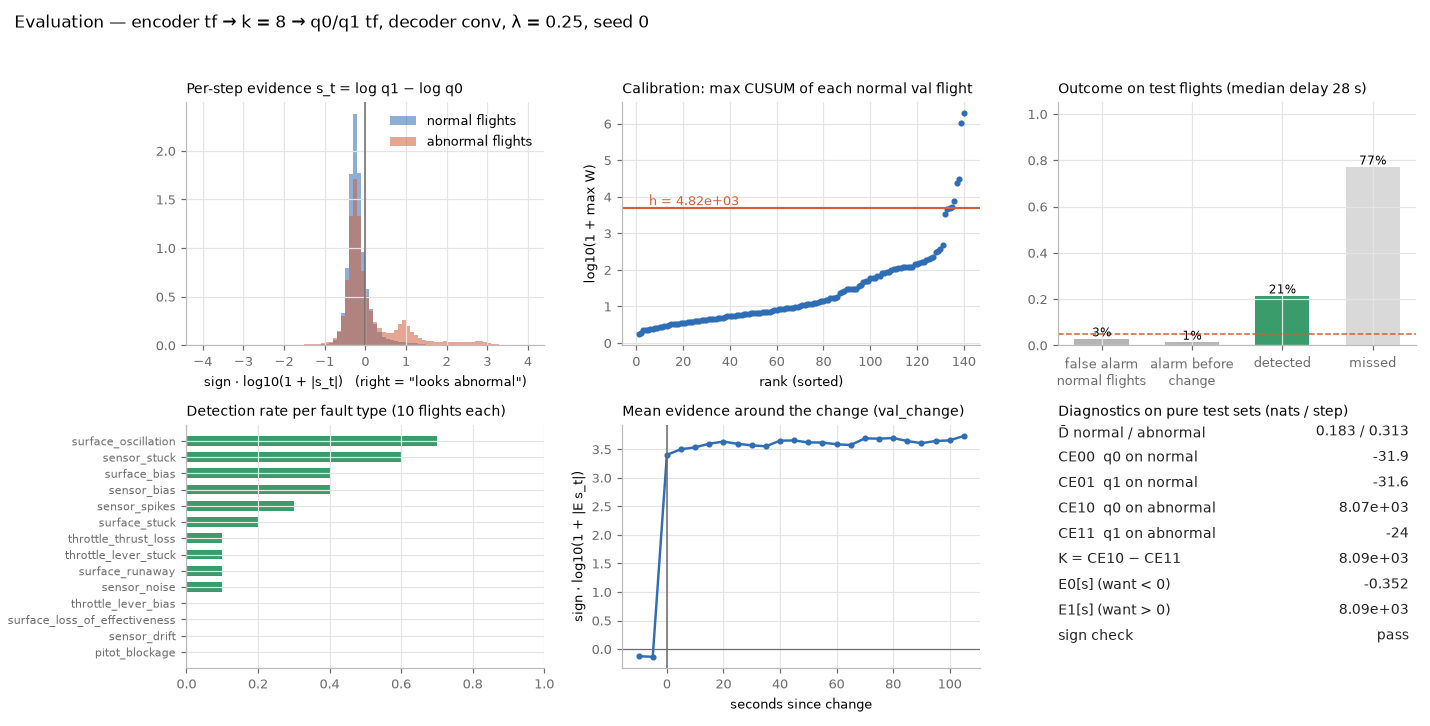 Evaluation — encoder tf → k = 8 → q0/q1 tf, decoder conv, λ = 0.25, seed 0
Per-step evidence s_t = log q1 − log q0
normal flights
abnormal flights
2.0
1.5
1.0
0.5
0.0
−4 −3 −2 −1 0 1 2 3 4
sign · log10(1 + |s_t|) (right = "looks abnormal")
Calibration: max CUSUM of each normal val flight
log10(1 + max W)
6
5
4
3
2
1
0
h = 4.82e+03
0 20 40 60 80 100 120 140
rank (sorted)
Outcome on test flights (median delay 28 s)
1.0
0.8
0.6
0.4
0.2
0.0
3%
1%
21%
77%
false alarm
normal flights
alarm before
change
detected
missed
Detection rate per fault type (10 flights each)
surface_oscillation
sensor_stuck
surface_bias
sensor_bias
sensor_spikes
surface_stuck
throttle_thrust_loss
throttle_lever_stuck
surface_runaway
sensor_noise
throttle_lever_bias
surface_loss_of_effectiveness
sensor_drift
pitot_blockage
0.0 0.2 0.4 0.6 0.8 1.0
Mean evidence around the change (val_change)
sign · log10(1 + |E s_t|)
3.5
3.0
2.5
2.0
1.5
1.0
0.5
0.0
0 20 40 60 80 100
seconds since change
Diagnostics on pure test sets (nats / step)
D̄ normal / abnormal 0.183 / 0.313
CE00 q0 on normal -31.9
CE01 q1 on normal -31.6
CE10 q0 on abnormal 8.07e+03
CE11 q1 on abnormal -24
K = CE10 − CE11 8.09e+03
E0[s] (want < 0) -0.352
E1[s] (want > 0) 8.09e+03
sign check pass